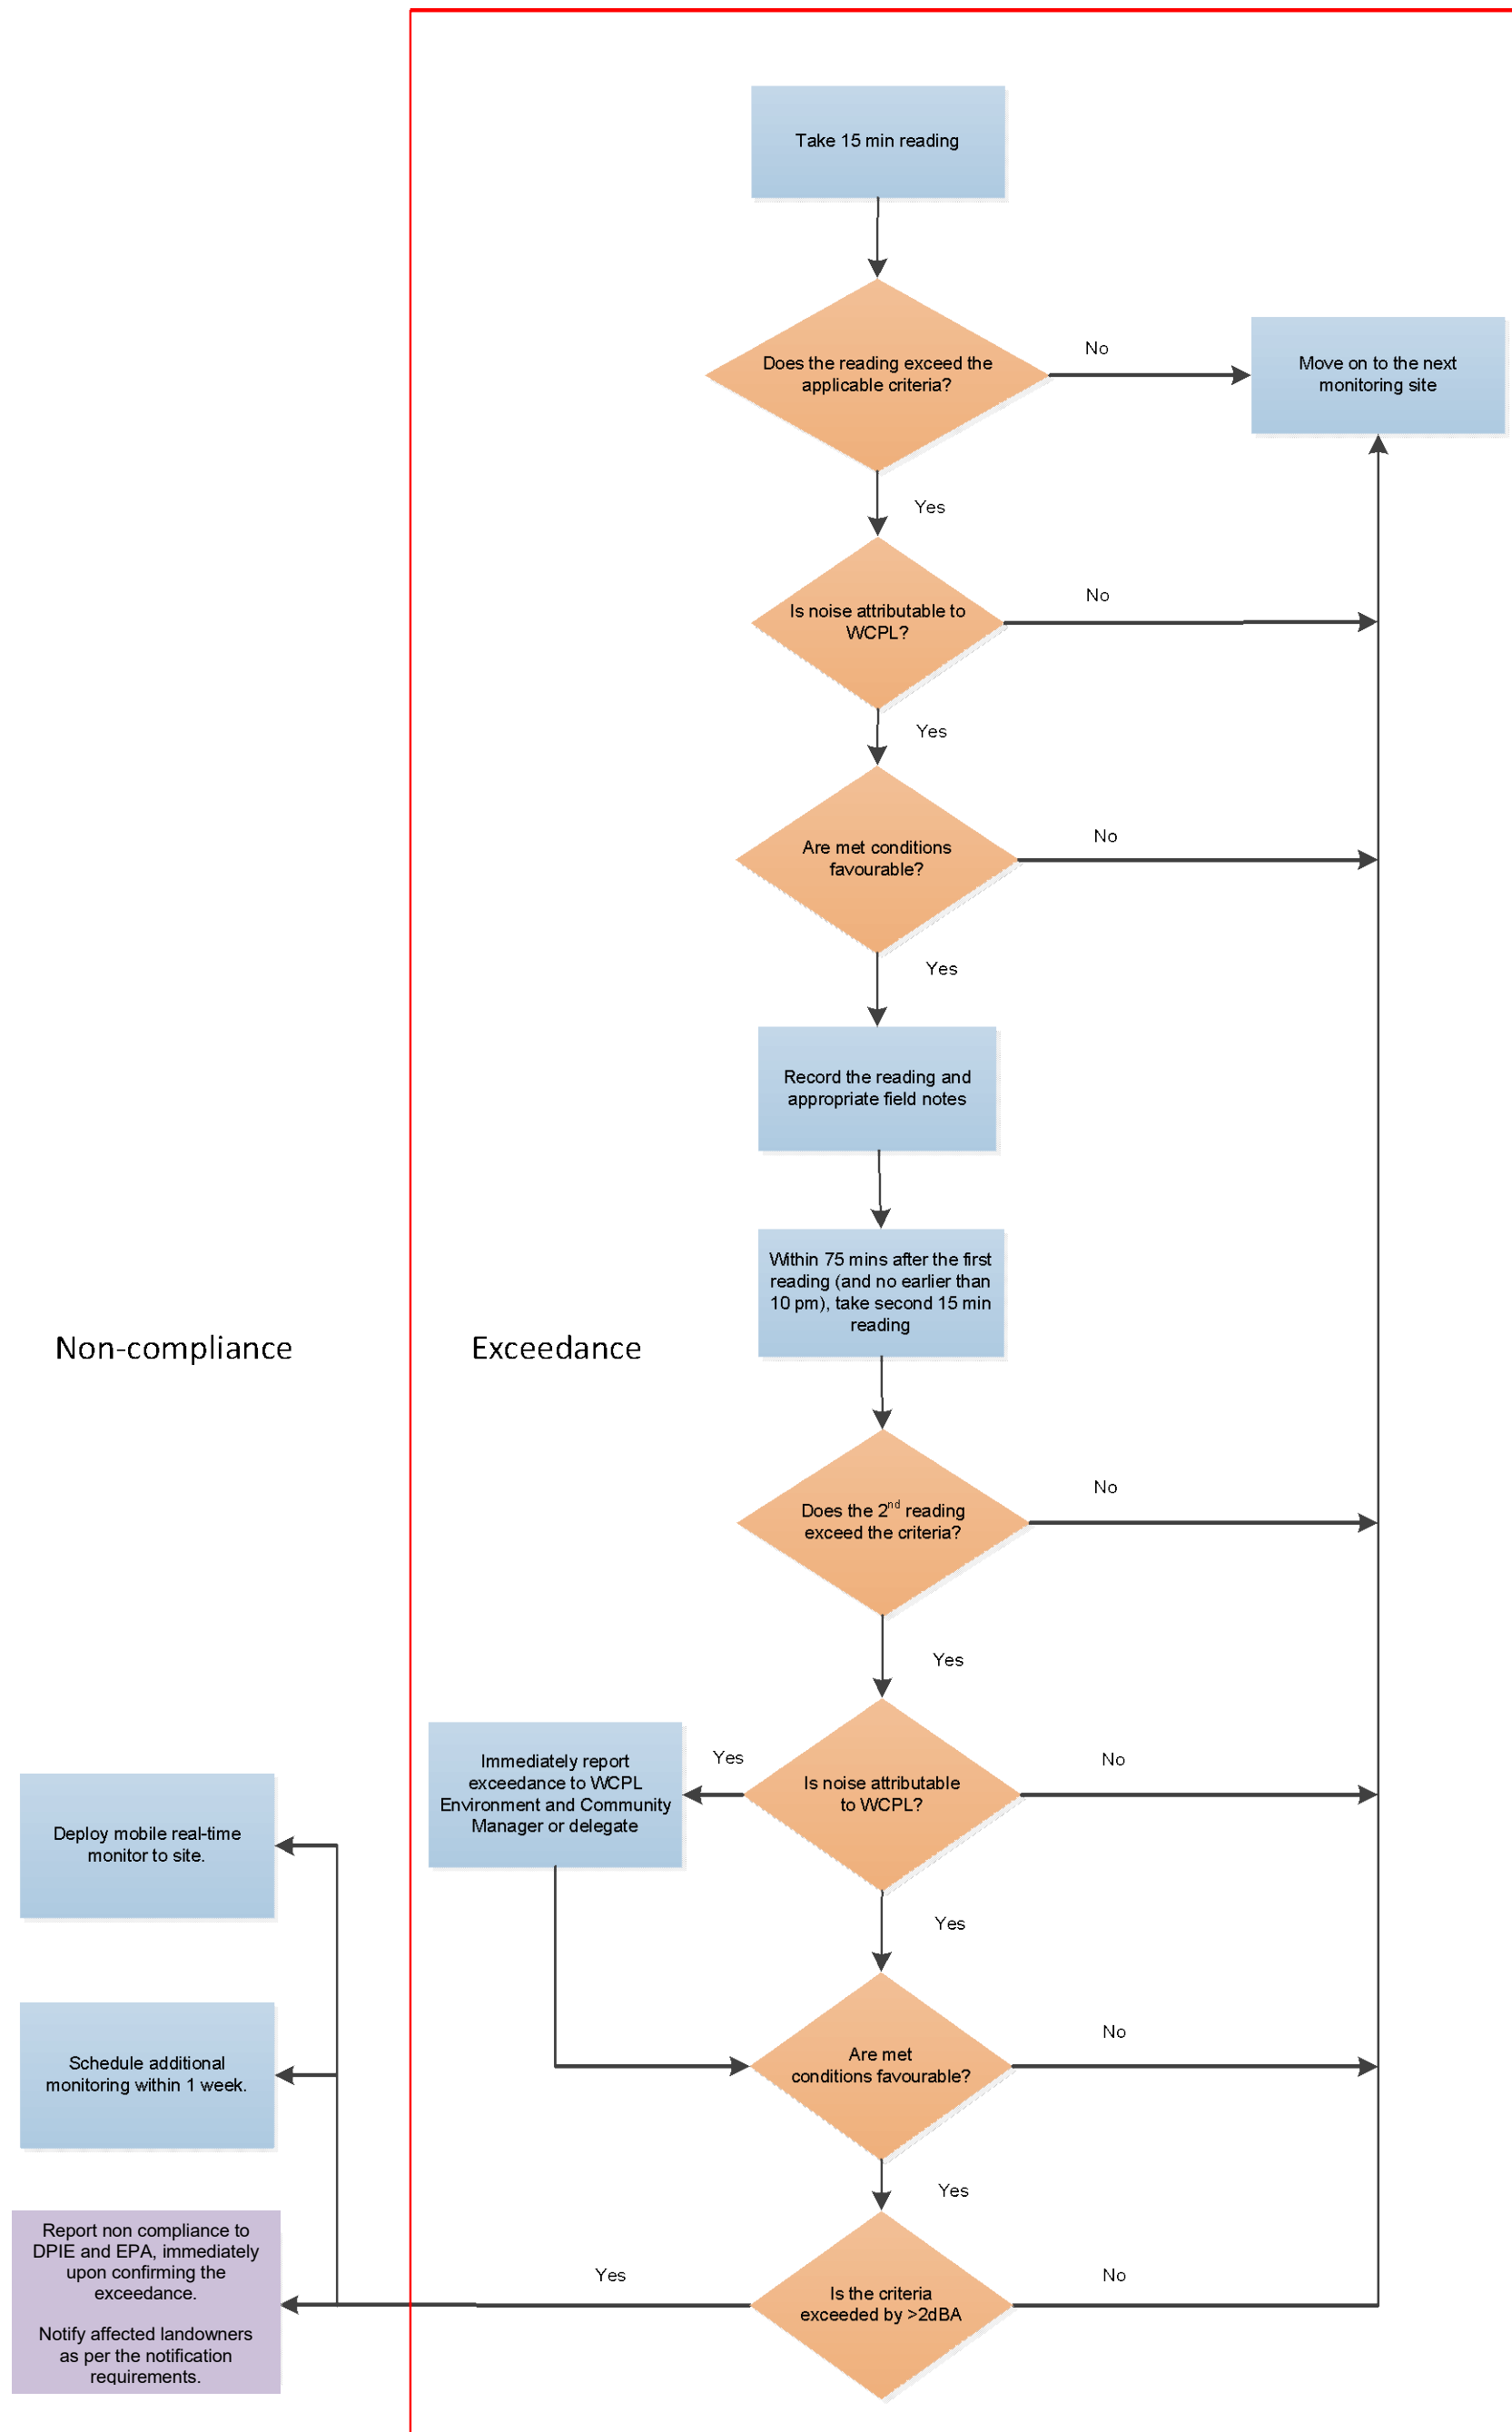 Take 15 min reading
Does the reading exceed the
applicable criteria?
No
Move on to the next
monitoring site
Yes
Is noise attributable to
WCPL?
No
Yes
Are met conditions
favourable?
No
Yes
Record the reading and
appropriate field notes
Within 75 mins after the first
reading (and no earlier than
10 pm), take second 15 min
reading
Non-compliance
Exceedance
Does the 2nd reading
exceed the criteria?
No
Yes
Immediately report
exceedance to WCPL
Environment and Community
Manager or delegate
Yes
Is noise attributable
to WCPL?
No
Deploy mobile real-time
monitor to site.
Yes
Schedule additional
monitoring within 1 week.
Are met
conditions favourable?
No
Yes
Report non compliance to
DPIE and EPA, immediately
upon confirming the
exceedance.
Notify affected landowners
as per the notification
requirements.
Yes
Is the criteria
exceeded by >2dBA
No